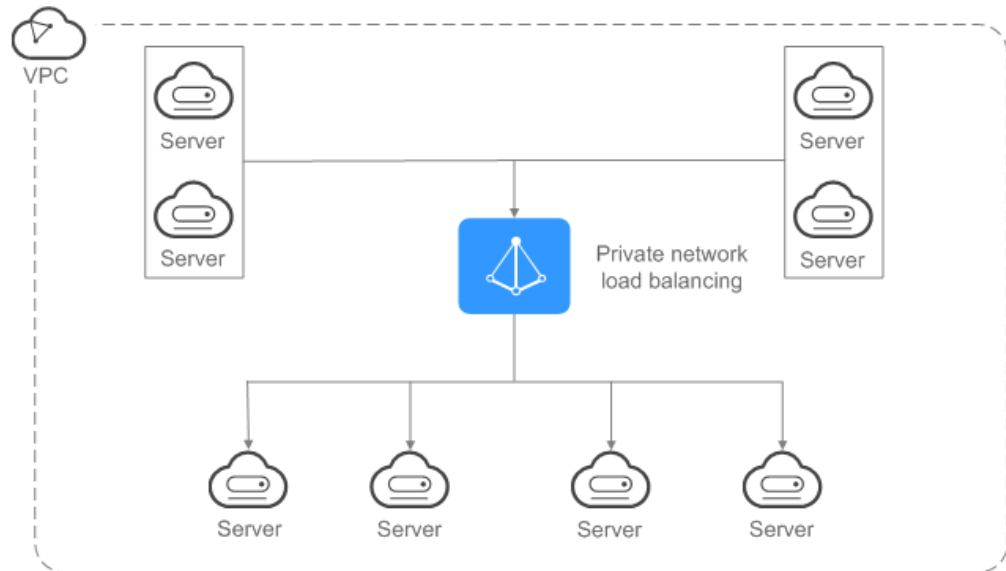 VPC
Server
Server
Server
Server
Private network
load balancing
Server
Server
Server
Server